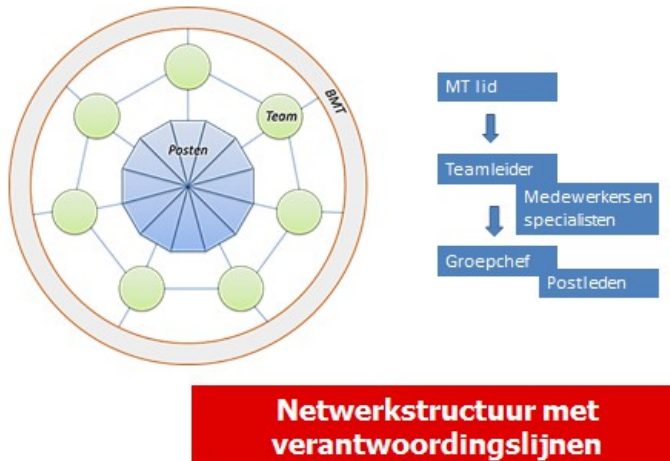 BMT
Team
Posten
MT lid
Teamleider
Medewerkers en
specialisten
Groepchef
Postleden
Netwerkstructuur met
verantwoordingslijnen